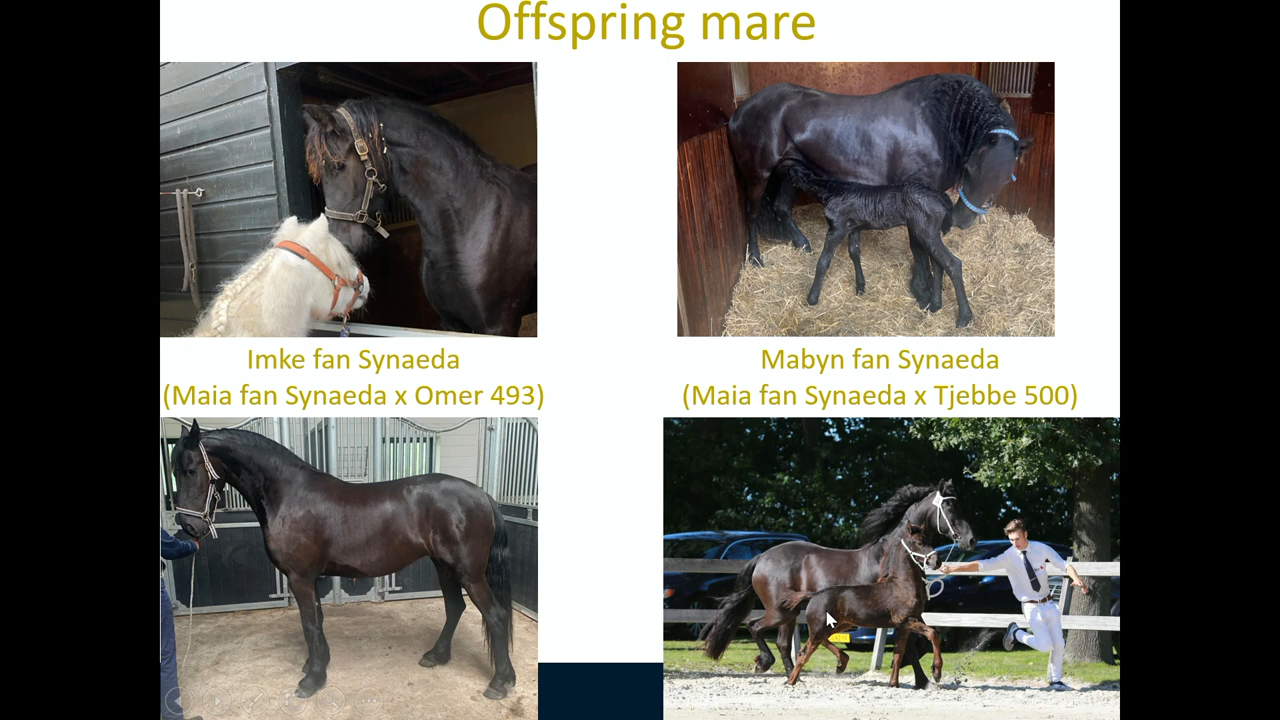 Offspring mare
Imke fan Synaeda
(Maia fan Synaeda x Omer 493)
Mabyn fan Synaeda
(Maia fan Synaeda x Tjebbe 500)